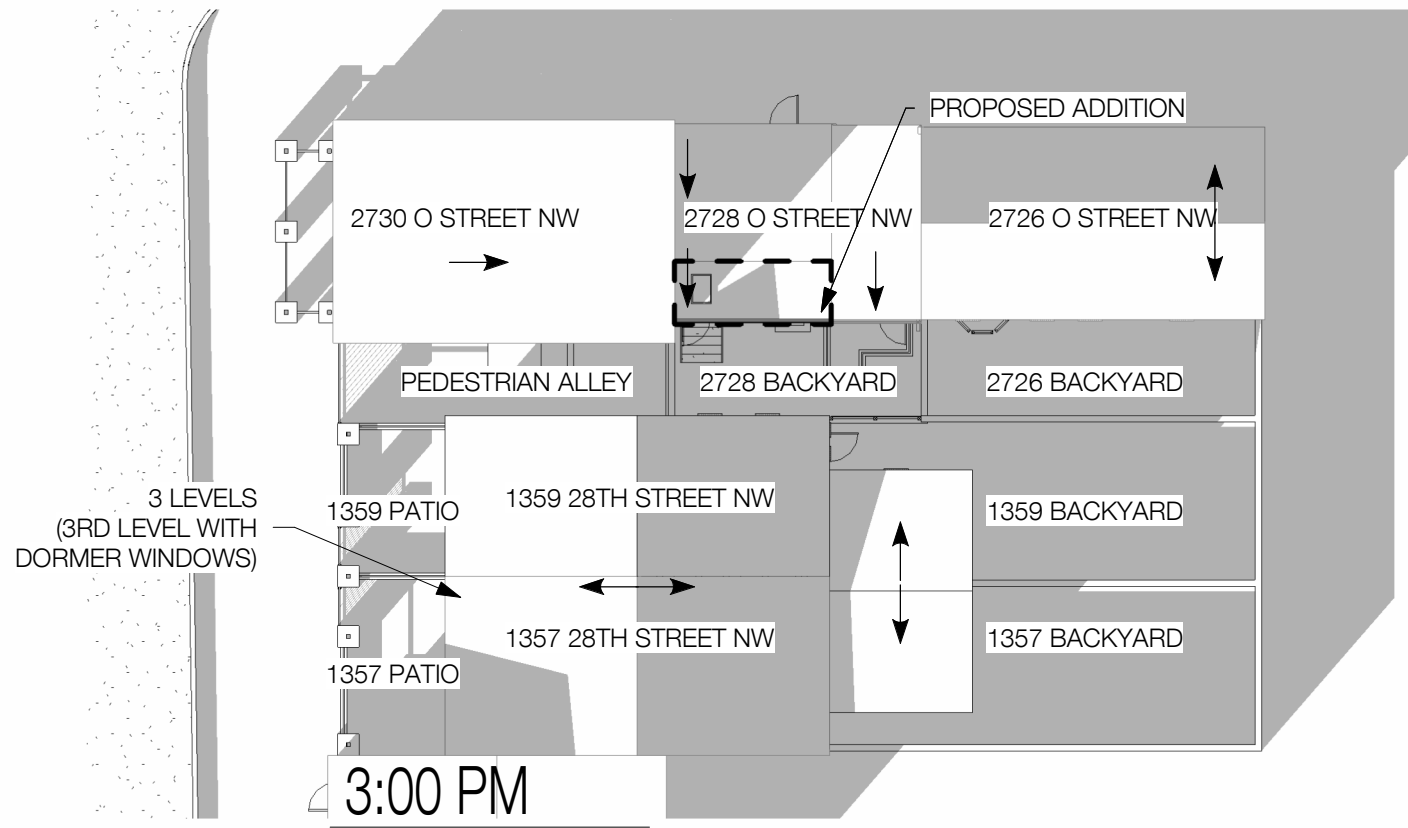 PROPOSED ADDITION
2730 O STREET NW
2728 O STREET NW
2726 O STREET NW
PEDESTRIAN ALLEY
2728 BACKYARD
2726 BACKYARD
3 LEVELS
(3RD LEVEL WITH
DORMER WINDOWS)
1359 PATIO
1359 28TH STREET NW
1359 BACKYARD
1357 28TH STREET NW
1357 BACKYARD
1357 PATIO
3:00 PM